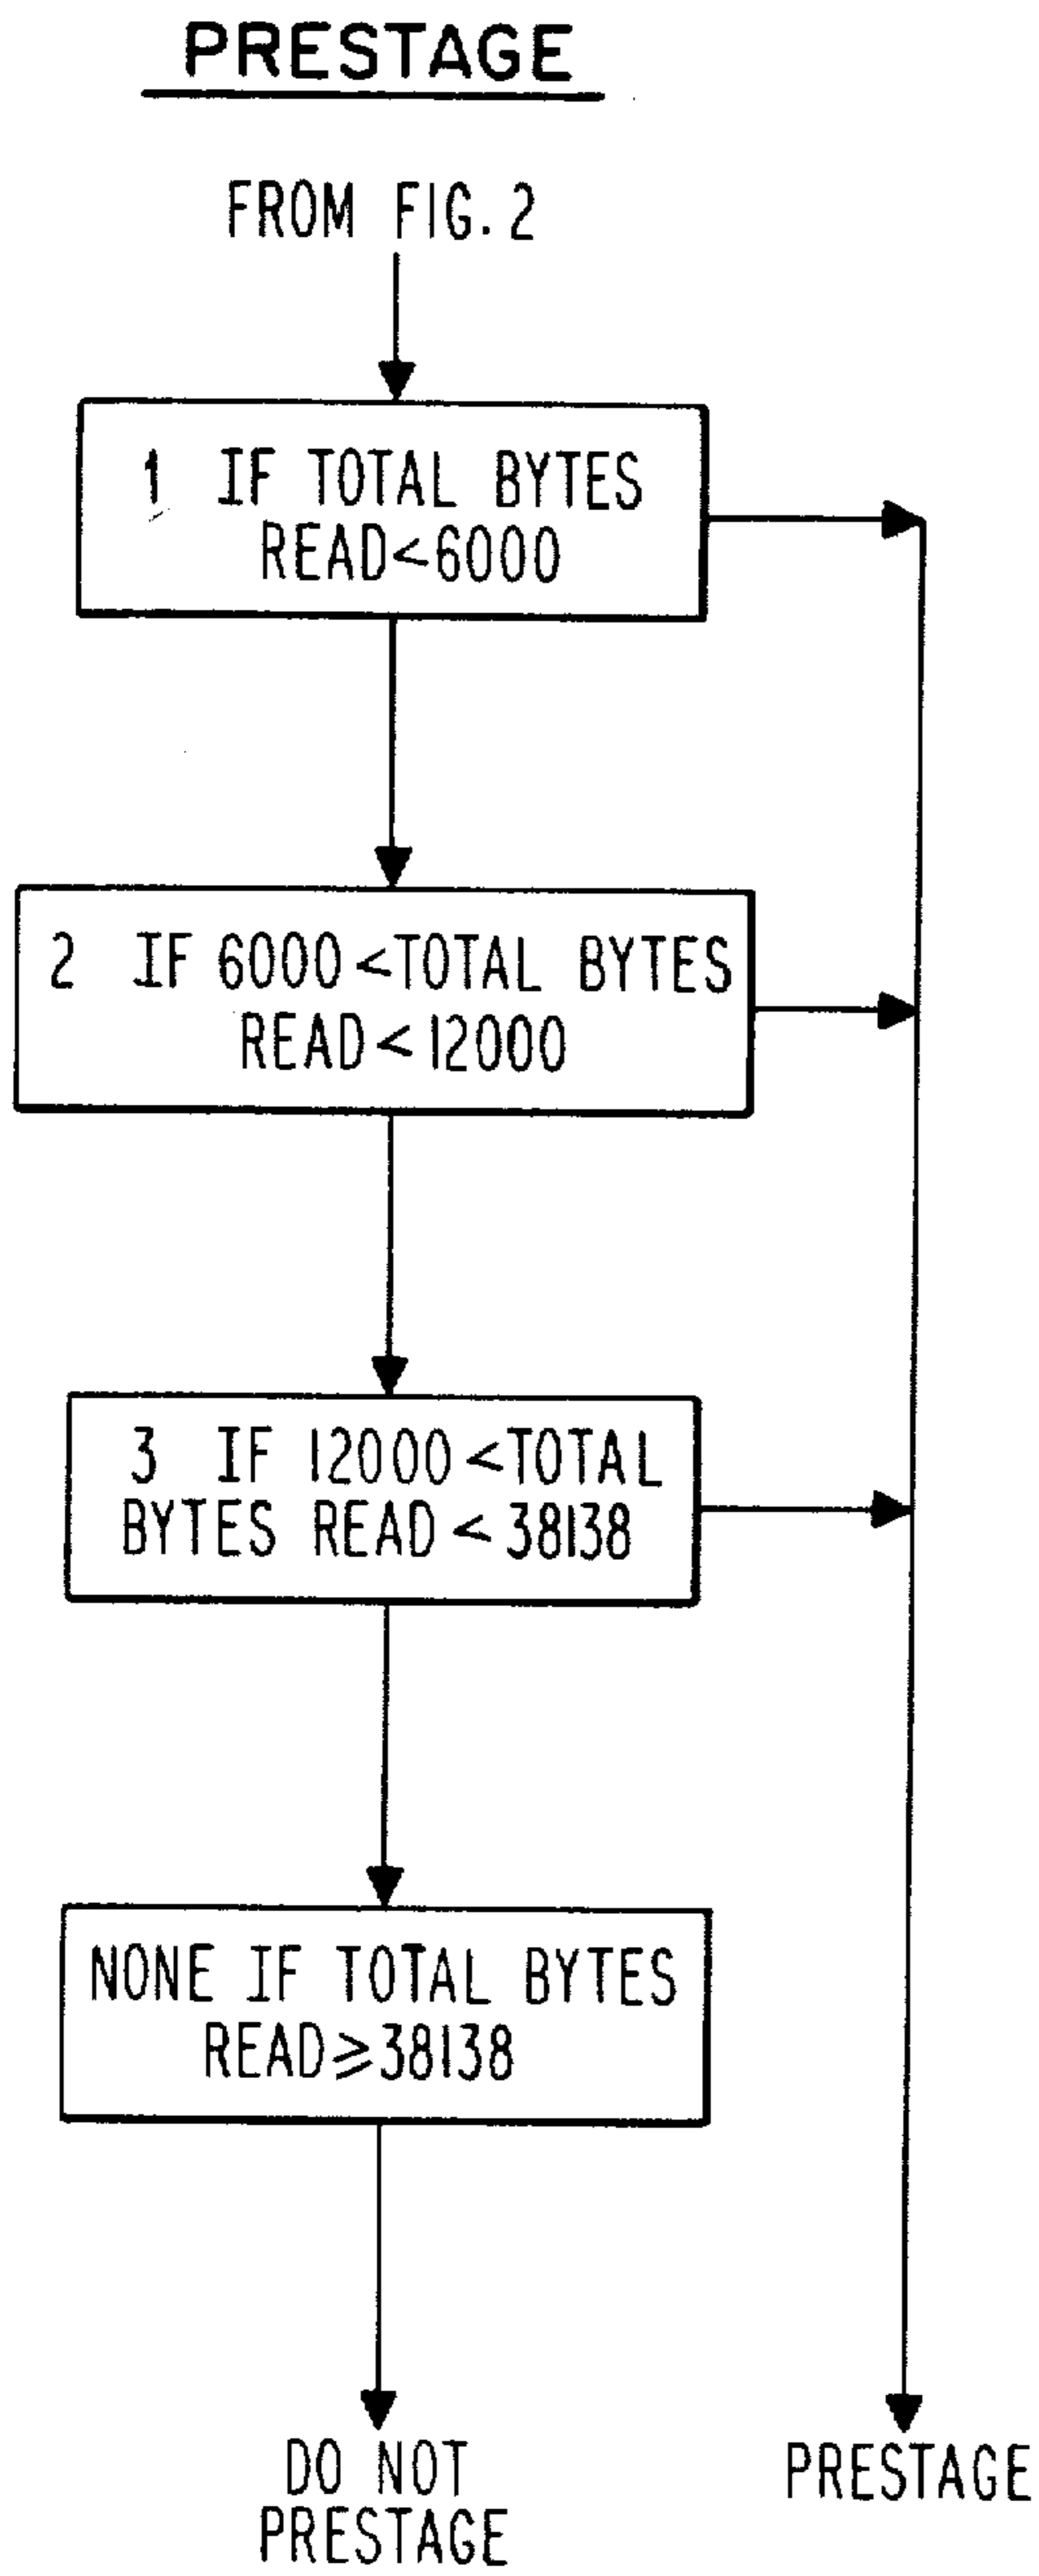 PRESTAGE
FROM FIG. 2
1 IF TOTAL BYTES
READ<6000
2 IF 6000<TOTAL BYTES
READ<12000
3 IF 12000<TOTAL
BYTES READ<38138
NONE IF TOTAL BYTES
READ≥38138
DO NOT
PRESTAGE
PRESTAGE